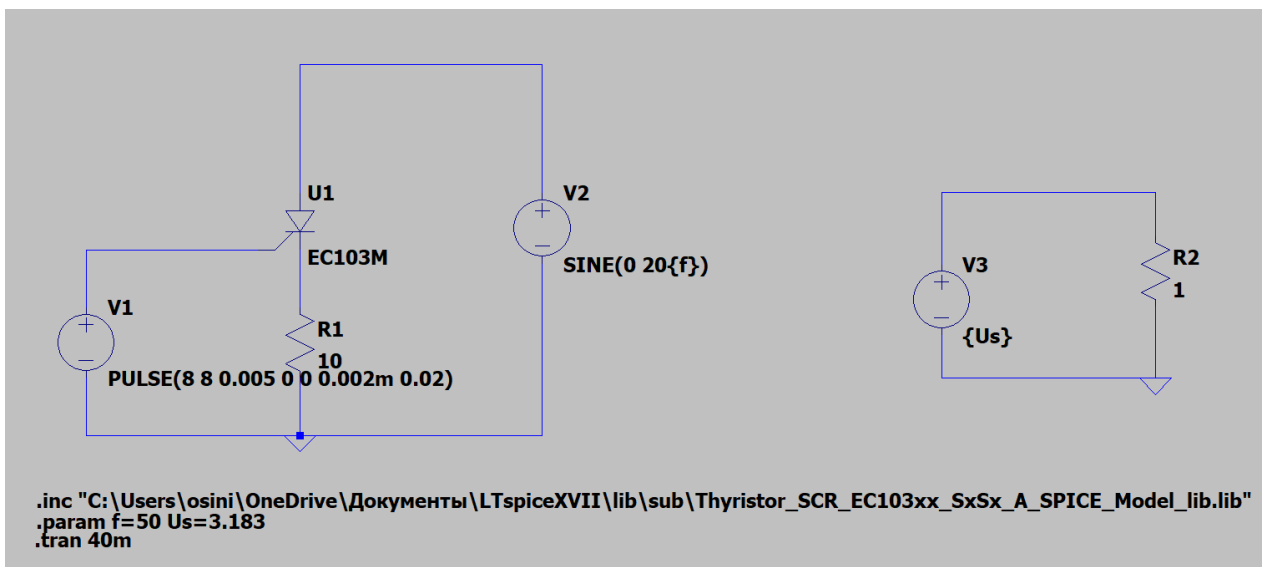 U1
V2
EC103M
SINE(0 20{f})
V3
R2
1
V1
R1
{Us}
10
PULSE(8 8 0.005 0 0 0.002m 0.02)
.inc "C:\Users\osini\OneDrive\Документы\LTspiceXVII\lib\sub\Thyristor_SCR_EC103xx_SxSx_A_SPICE_Model_lib.lib"
.param f=50 Us=3.183
.tran 40m